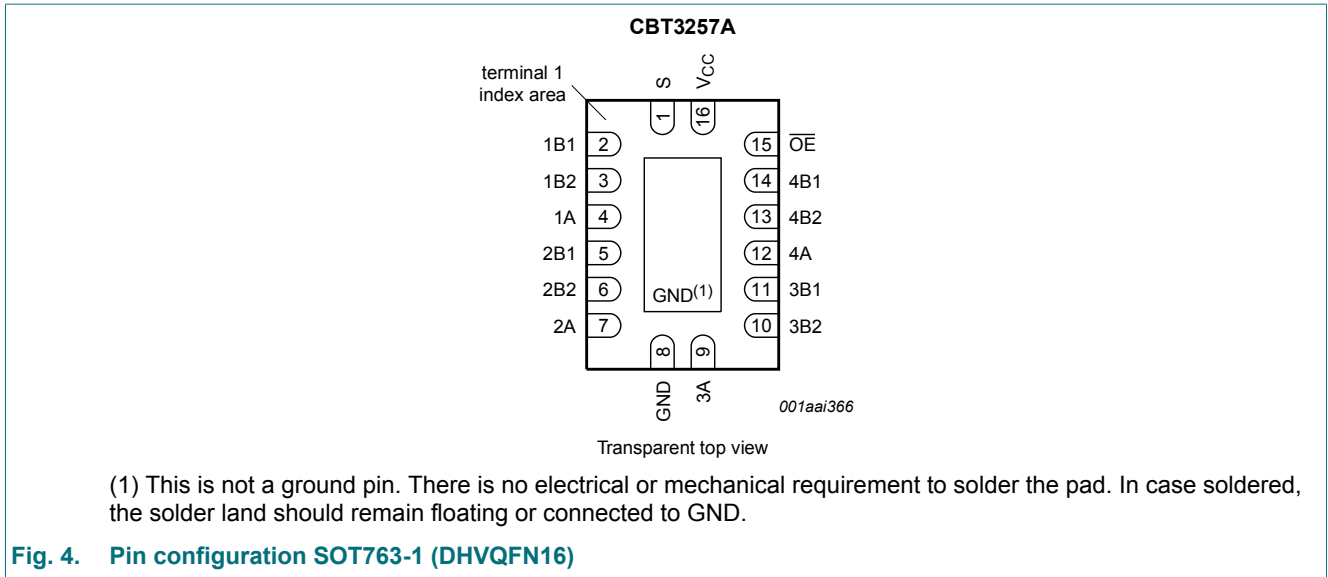 CBT3257A
terminal 1
index area
S
VCC
1
16
1B1 2
15 OE
1B2 3
14 4B1
1A 4
13 4B2
2B1 5
12 4A
2B2 6
GND(1)
11 3B1
2A 7
10 3B2
8
9
GND
3A
001aai366
Transparent top view
(1) This is not a ground pin. There is no electrical or mechanical requirement to solder the pad. In case soldered,
the solder land should remain floating or connected to GND.
Fig. 4. Pin configuration SOT763-1 (DHVQFN16)